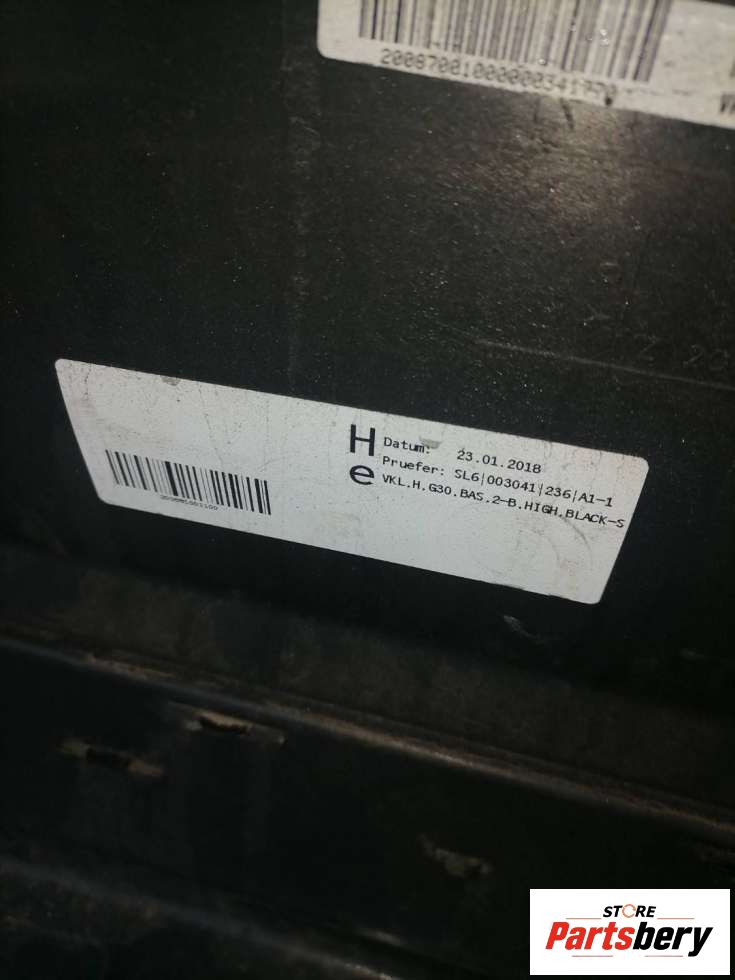 H
e
Datum: 23.01.2018
Pruefer: SL6|003041|236|A1-1
VKL.H.G30.BAS.2-B.HIGH.BLACK-S
STORE
Partsbery